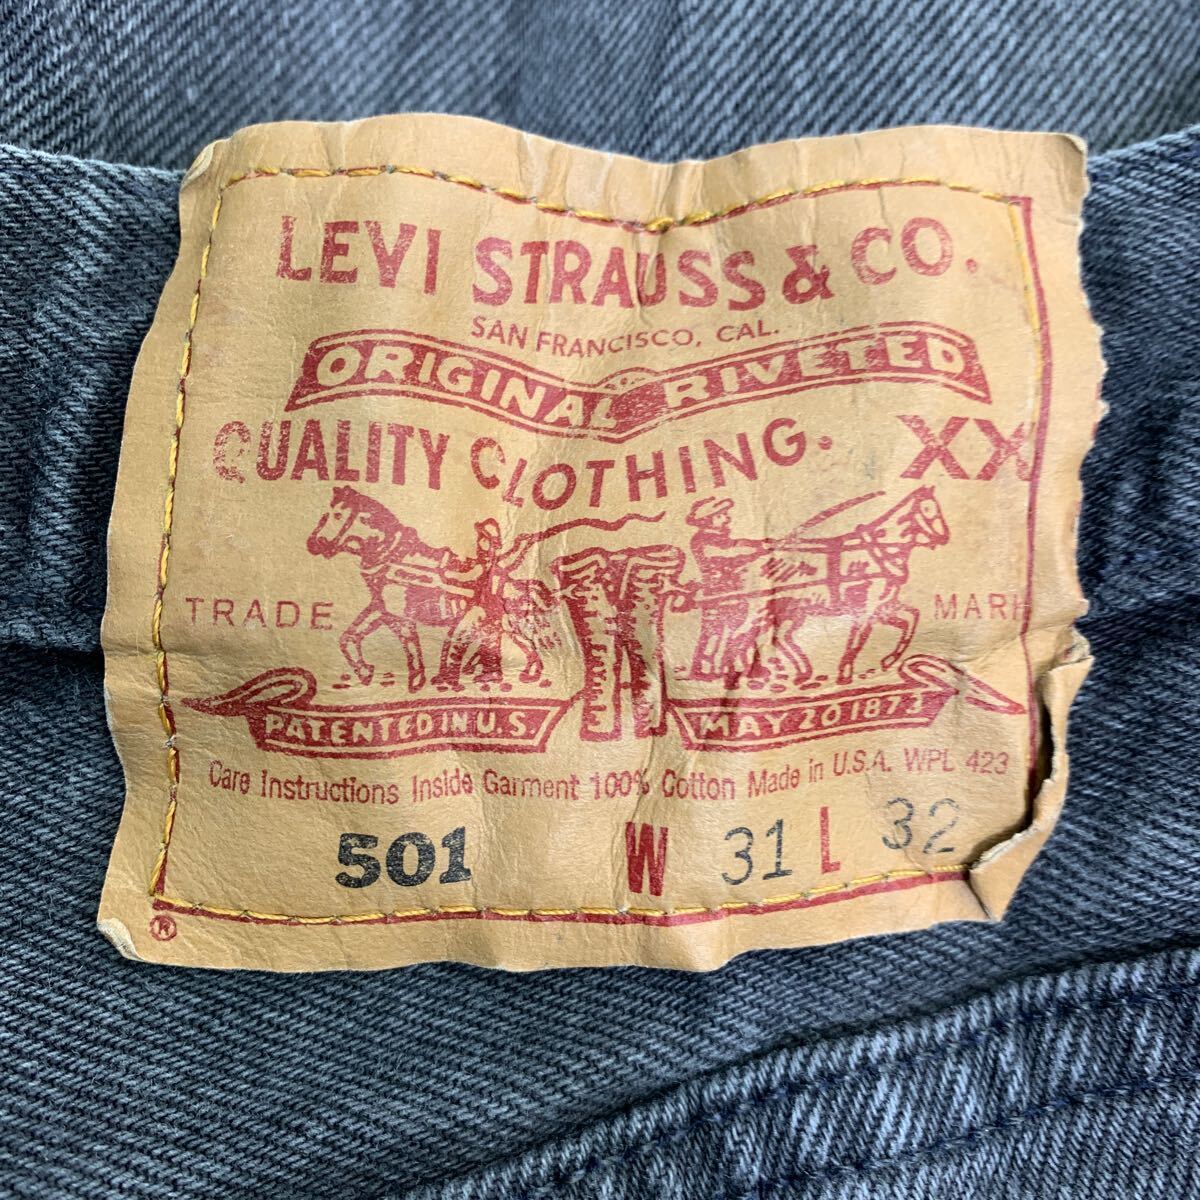 LEVI STRAUSS & CO.
SAN FRANCISCO, CAL.
ORIGINAL RIVETED
QUALITY CLOTHING. XX
TRADE MARK
PATENTED IN U.S. MAY 20 1873
Care Instructions Inside Garment 100% Cotton Made in U.S.A. WPL 423
501 W 31 L 32
®